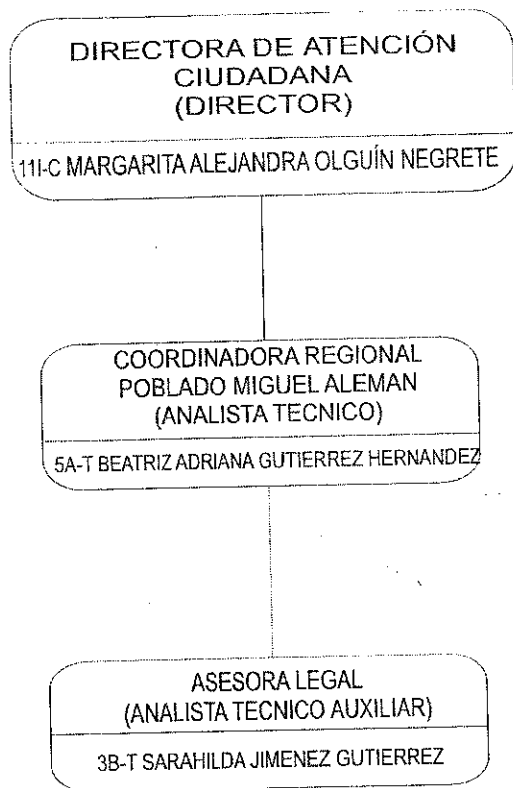 DIRECTORA DE ATENCIÓN
CIUDADANA
(DIRECTOR)
11I-C MARGARITA ALEJANDRA OLGUÍN NEGRETE
COORDINADORA REGIONAL
POBLADO MIGUEL ALEMAN
(ANALISTA TECNICO)
5A-T BEATRIZ ADRIANA GUTIERREZ HERNANDEZ
ASESORA LEGAL
(ANALISTA TECNICO AUXILIAR)
3B-T SARAHILDA JIMENEZ GUTIERREZ